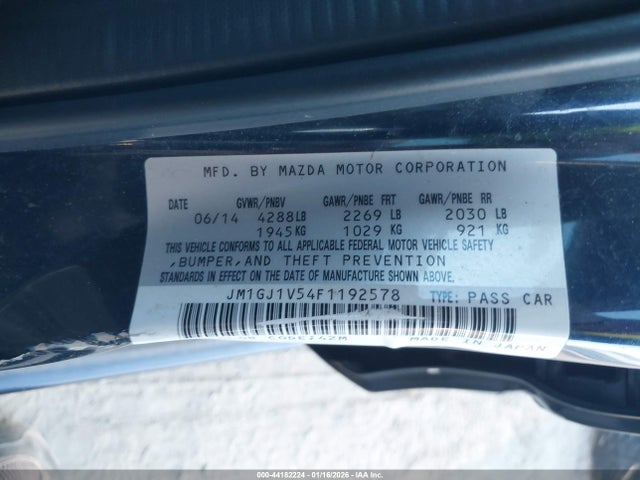 MFD. BY MAZDA MOTOR CORPORATION
DATE GVWR/PNBV GAWR/PNBE FRT GAWR/PNBE RR
06/14 4288LB 2269 LB 2030 LB
1945KG 1029 KG 921 KG
THIS VEHICLE CONFORMS TO ALL APPLICABLE FEDERAL MOTOR VEHICLE SAFETY
,BUMPER,AND THEFT PREVENTION
STANDARDS IN EFFECT ON THE DATE OF MANUFACTURE SHOWN ABOVE.
JM1GJ1V54F1192578 TYPE: PASS CAR
CODE:42M MADE IN JAPAN
000-44182224 | 01/16/2026 | IAA Inc.